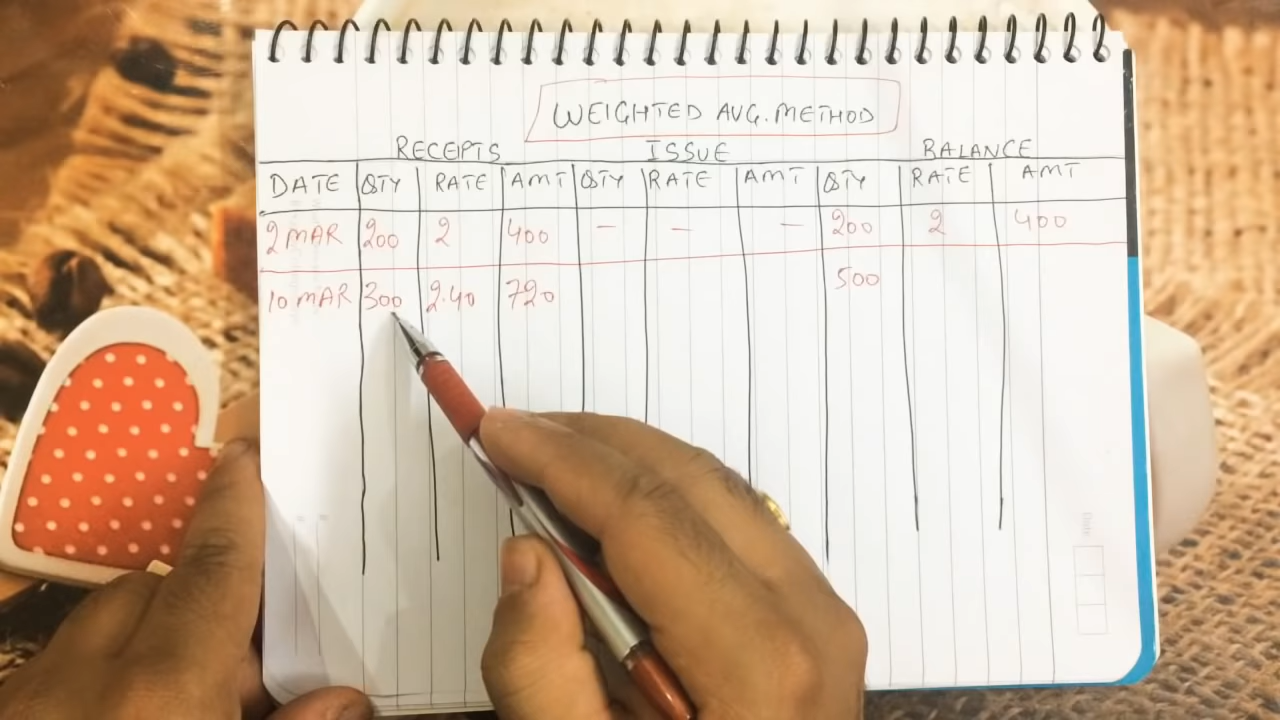 WEIGHTED AVG. METHOD
RECEIPTS ISSUE BALANCE
DATE QTY RATE AMT QTY RATE AMT QTY RATE AMT
2 MAR 200 2 400 - - - 200 2 400
10 MAR 300 2.40 720 500